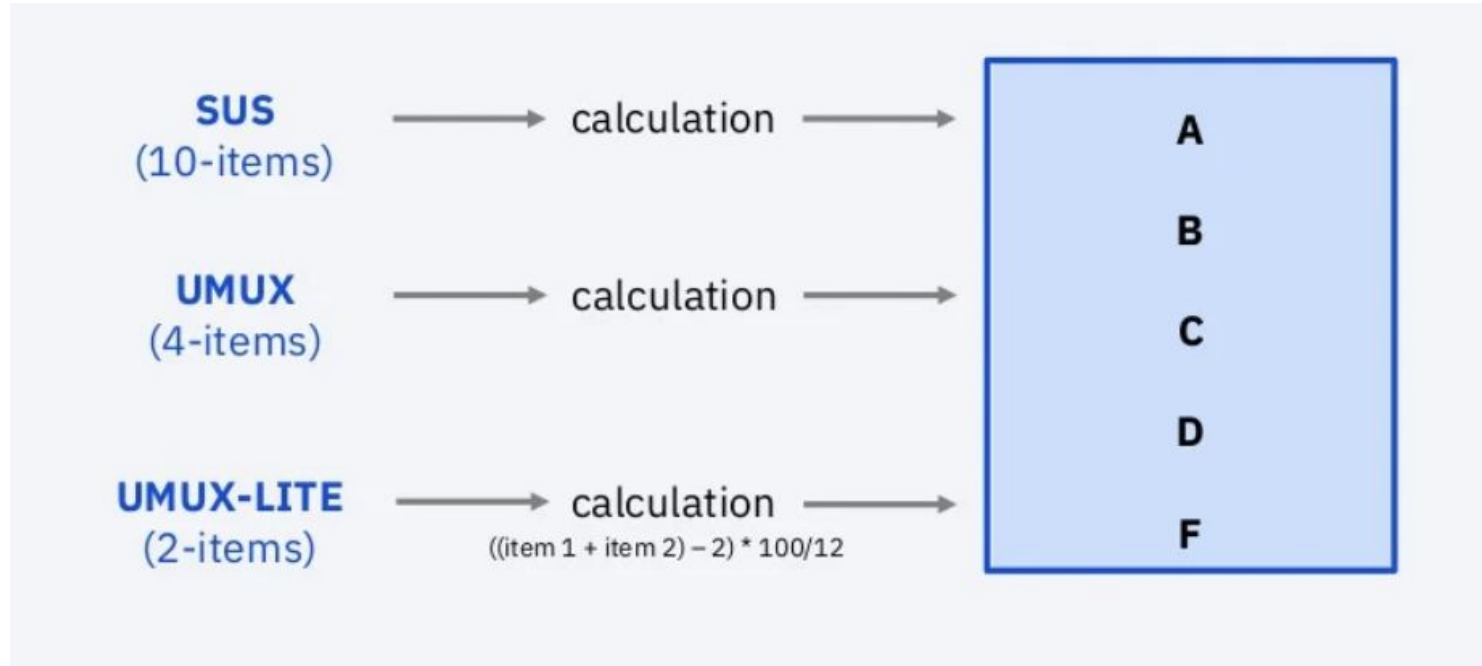 SUS
(10-items)
calculation
UMUX
(4-items)
calculation
UMUX-LITE
(2-items)
calculation
((item 1 + item 2) – 2) * 100/12
A
B
C
D
F